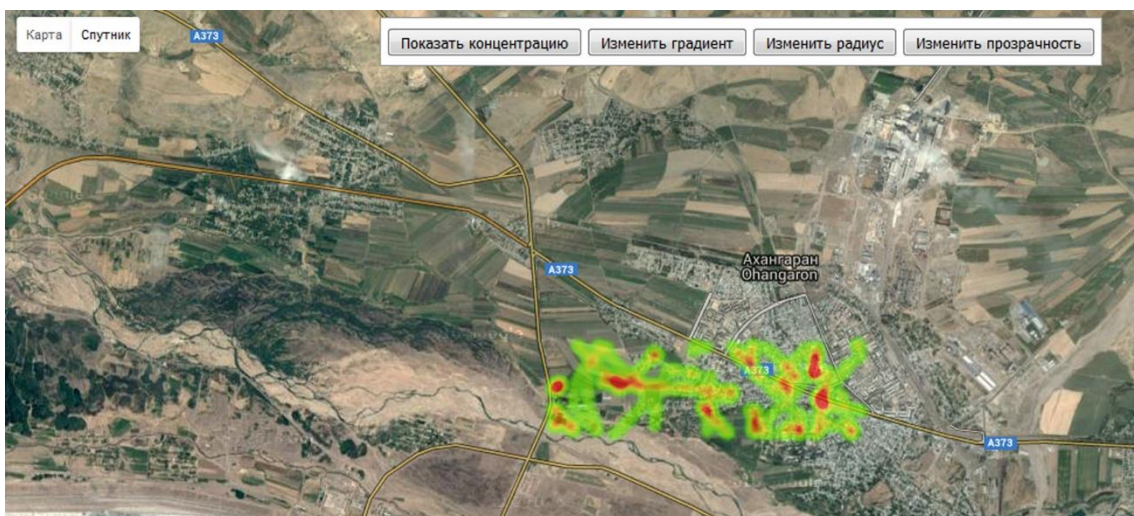 Карта Спутник
Показать концентрацию Изменить градиент Изменить радиус Изменить прозрачность
A373
A373
Ахангаран
Ohangaron
A373
A373